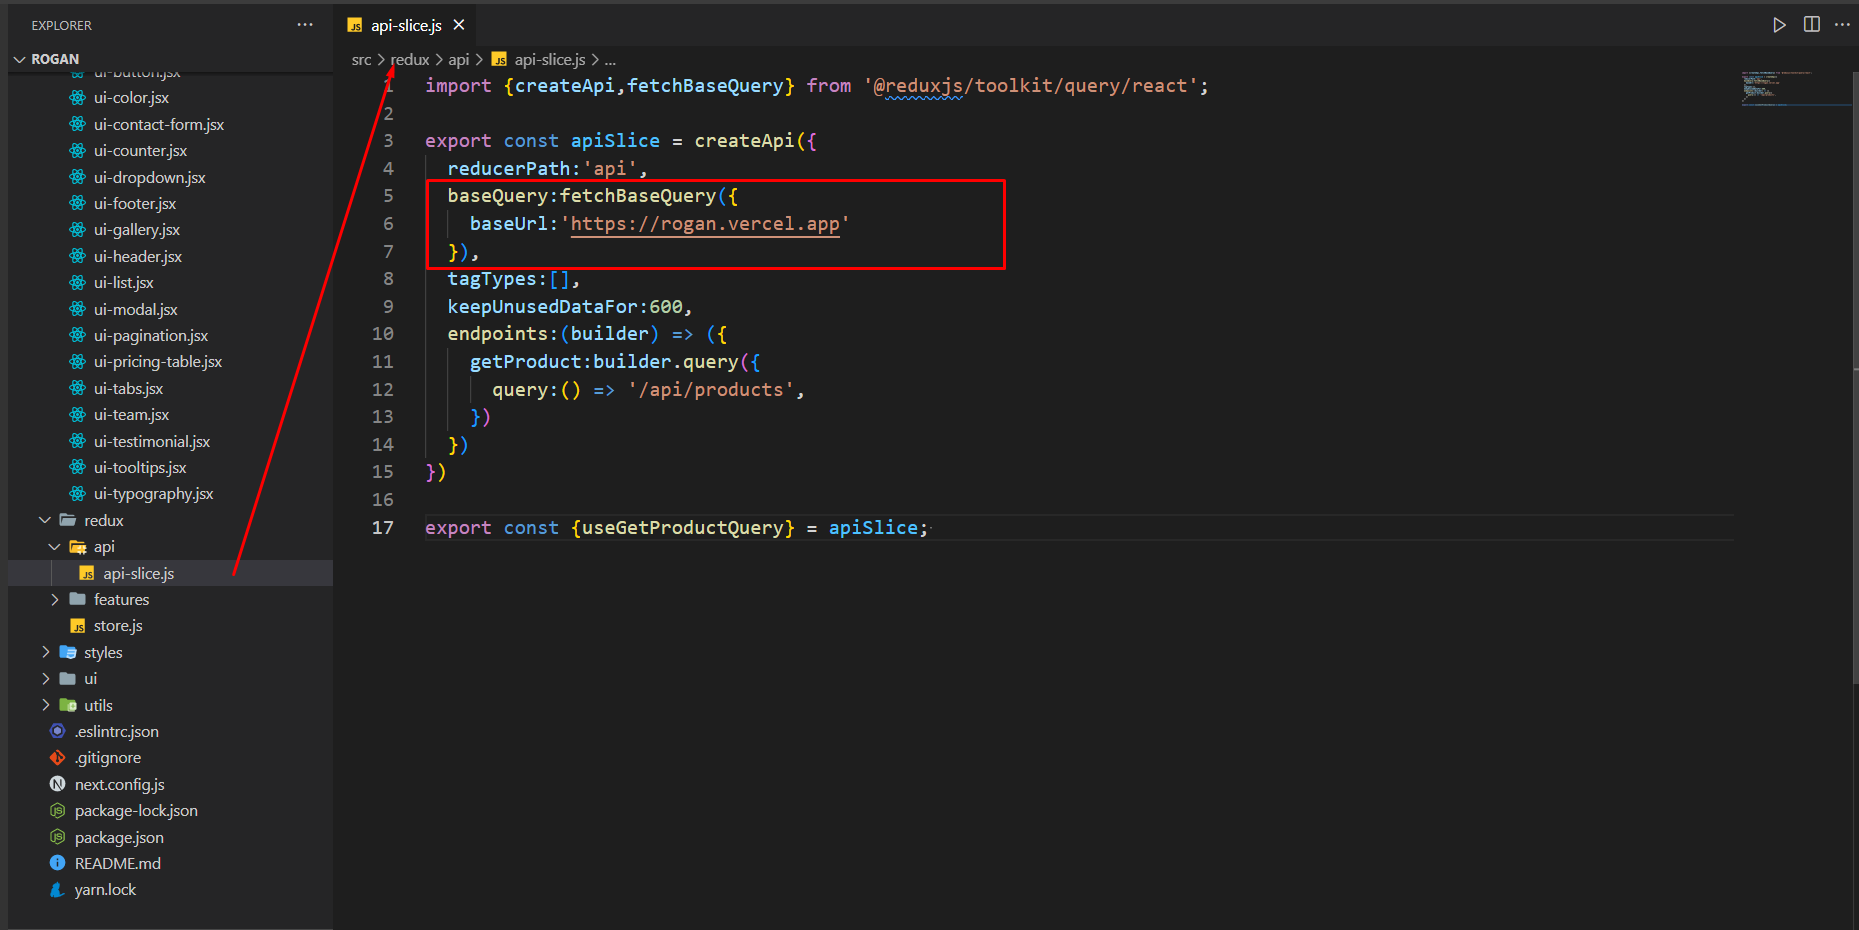 EXPLORER
ROGAN
ui-button.jsx
ui-color.jsx
ui-contact-form.jsx
ui-counter.jsx
ui-dropdown.jsx
ui-footer.jsx
ui-gallery.jsx
ui-header.jsx
ui-list.jsx
ui-modal.jsx
ui-pagination.jsx
ui-pricing-table.jsx
ui-tabs.jsx
ui-team.jsx
ui-testimonial.jsx
ui-tooltips.jsx
ui-typography.jsx
redux
api
JS api-slice.js
features
JS store.js
styles
ui
utils
.eslintrc.json
.gitignore
N next.config.js
JS package-lock.json
JS package.json
i README.md
yarn.lock
JS api-slice.js
src > redux > api > JS api-slice.js > ...
1 import {createApi,fetchBaseQuery} from '@reduxjs/toolkit/query/react';
2
3 export const apiSlice = createApi({
4 reducerPath:'api',
5 baseQuery:fetchBaseQuery({
6 baseUrl:'https://rogan.vercel.app'
7 }),
8 tagTypes:[],
9 keepUnusedDataFor:600,
10 endpoints:(builder) => ({
11 getProduct:builder.query({
12 query:() => '/api/products',
13 })
14 })
15 })
16
17 export const {useGetProductQuery} = apiSlice;